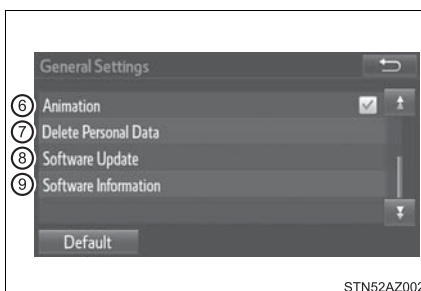 General Settings
⑥ Animation
⑦ Delete Personal Data
⑧ Software Update
⑨ Software Information
Default
STN52AZ002